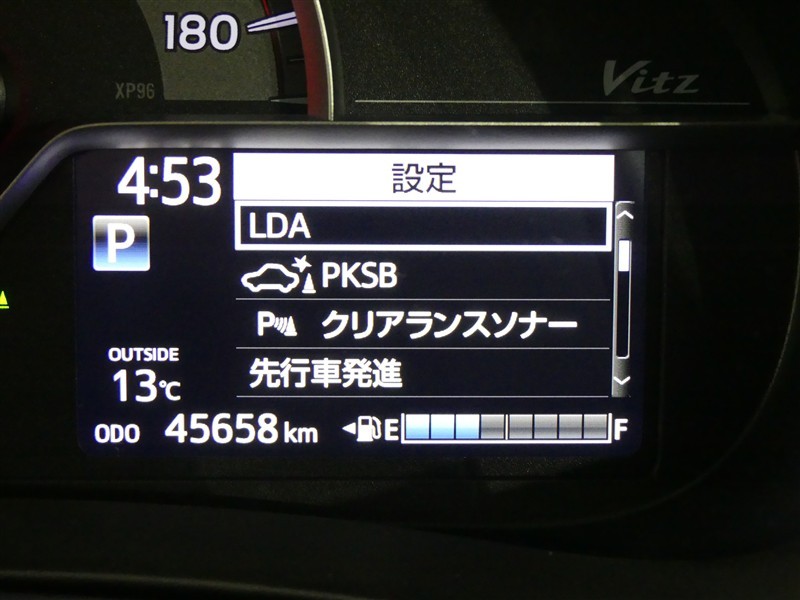 180
XP96
Vitz
4:53
設定
P
LDA
PKSB
P クリアランスソナー
先行車発進
OUTSIDE
13℃
ODO 45658 km
E F